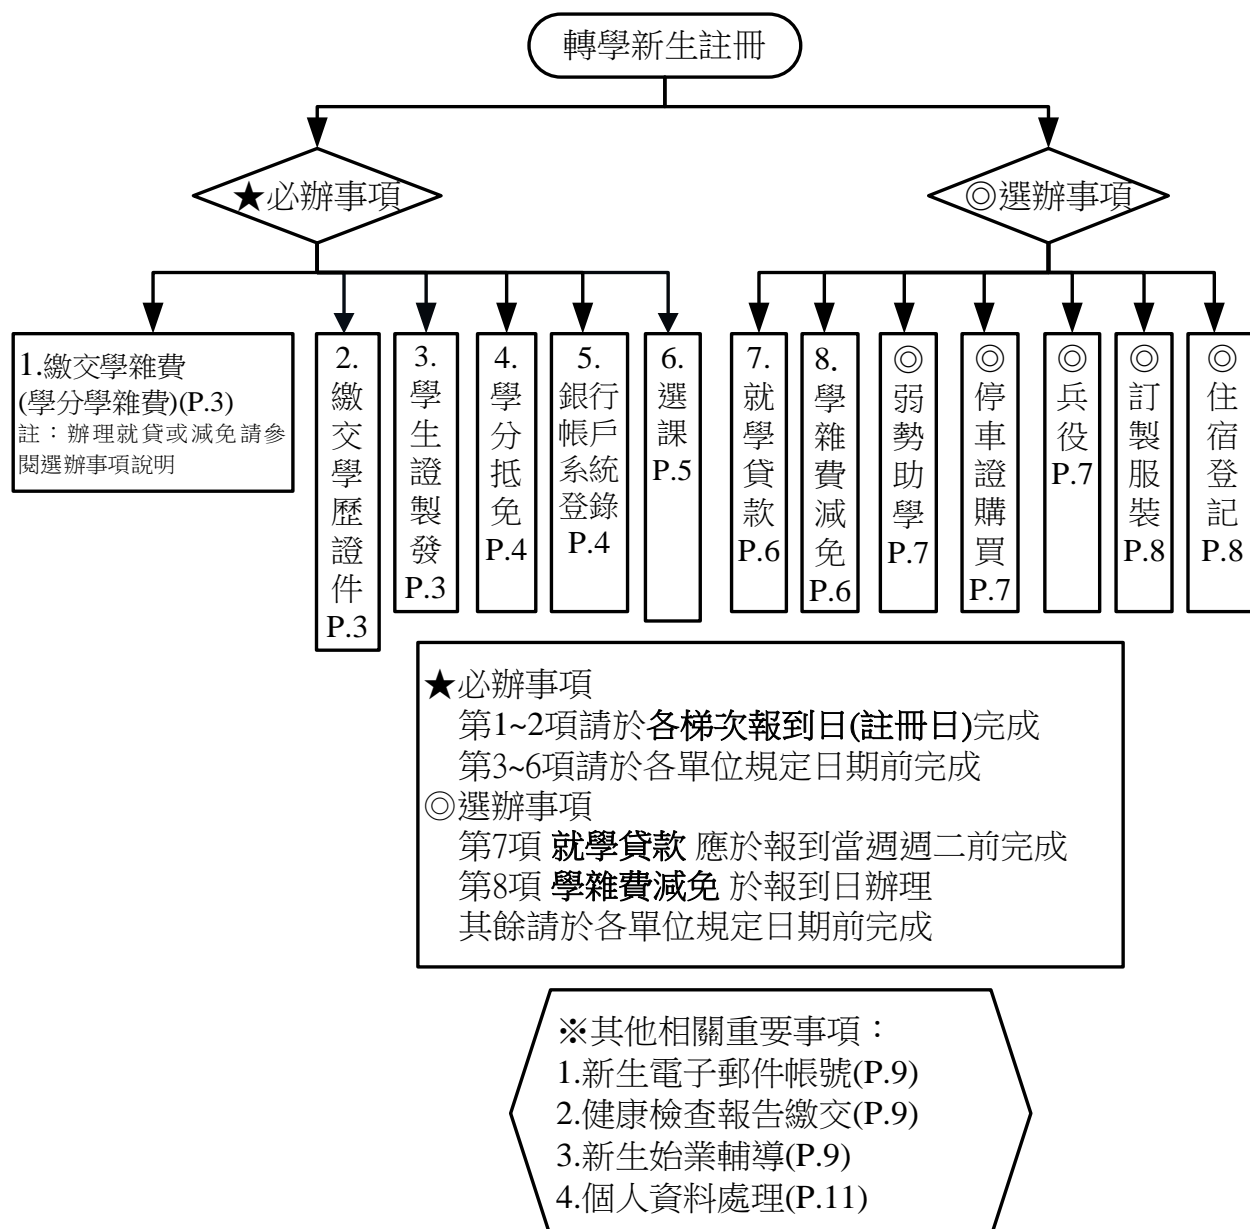 轉學新生註冊
★必辦事項
◎選辦事項
1.繳交學雜費
(學分學雜費)(P.3)
註：辦理就貸或減免請參
閱選辦事項說明
2.
繳
交
學
歷
證
件
P.3
3.
學
生
證
製
發
P.3
4.
學
分
抵
免
P.4
5.
銀行
帳戶
系統
登錄
P.4
6.
選
課
P.5
7.
就
學
貸
款
P.6
8.
學
雜
費
減
免
P.6
◎
弱
勢
助
學
P.7
◎
停
車
證
購
買
P.7
◎
兵
役
P.7
◎
訂
製
服
裝
P.8
◎
住
宿
登
記
P.8
★必辦事項
第1~2項請於各梯次報到日(註冊日)完成
第3~6項請於各單位規定日期前完成
◎選辦事項
第7項 就學貸款 應於報到當週週二前完成
第8項 學雜費減免 於報到日辦理
其餘請於各單位規定日期前完成
※其他相關重要事項：
1.新生電子郵件帳號(P.9)
2.健康檢查報告繳交(P.9)
3.新生始業輔導(P.9)
4.個人資料處理(P.11)